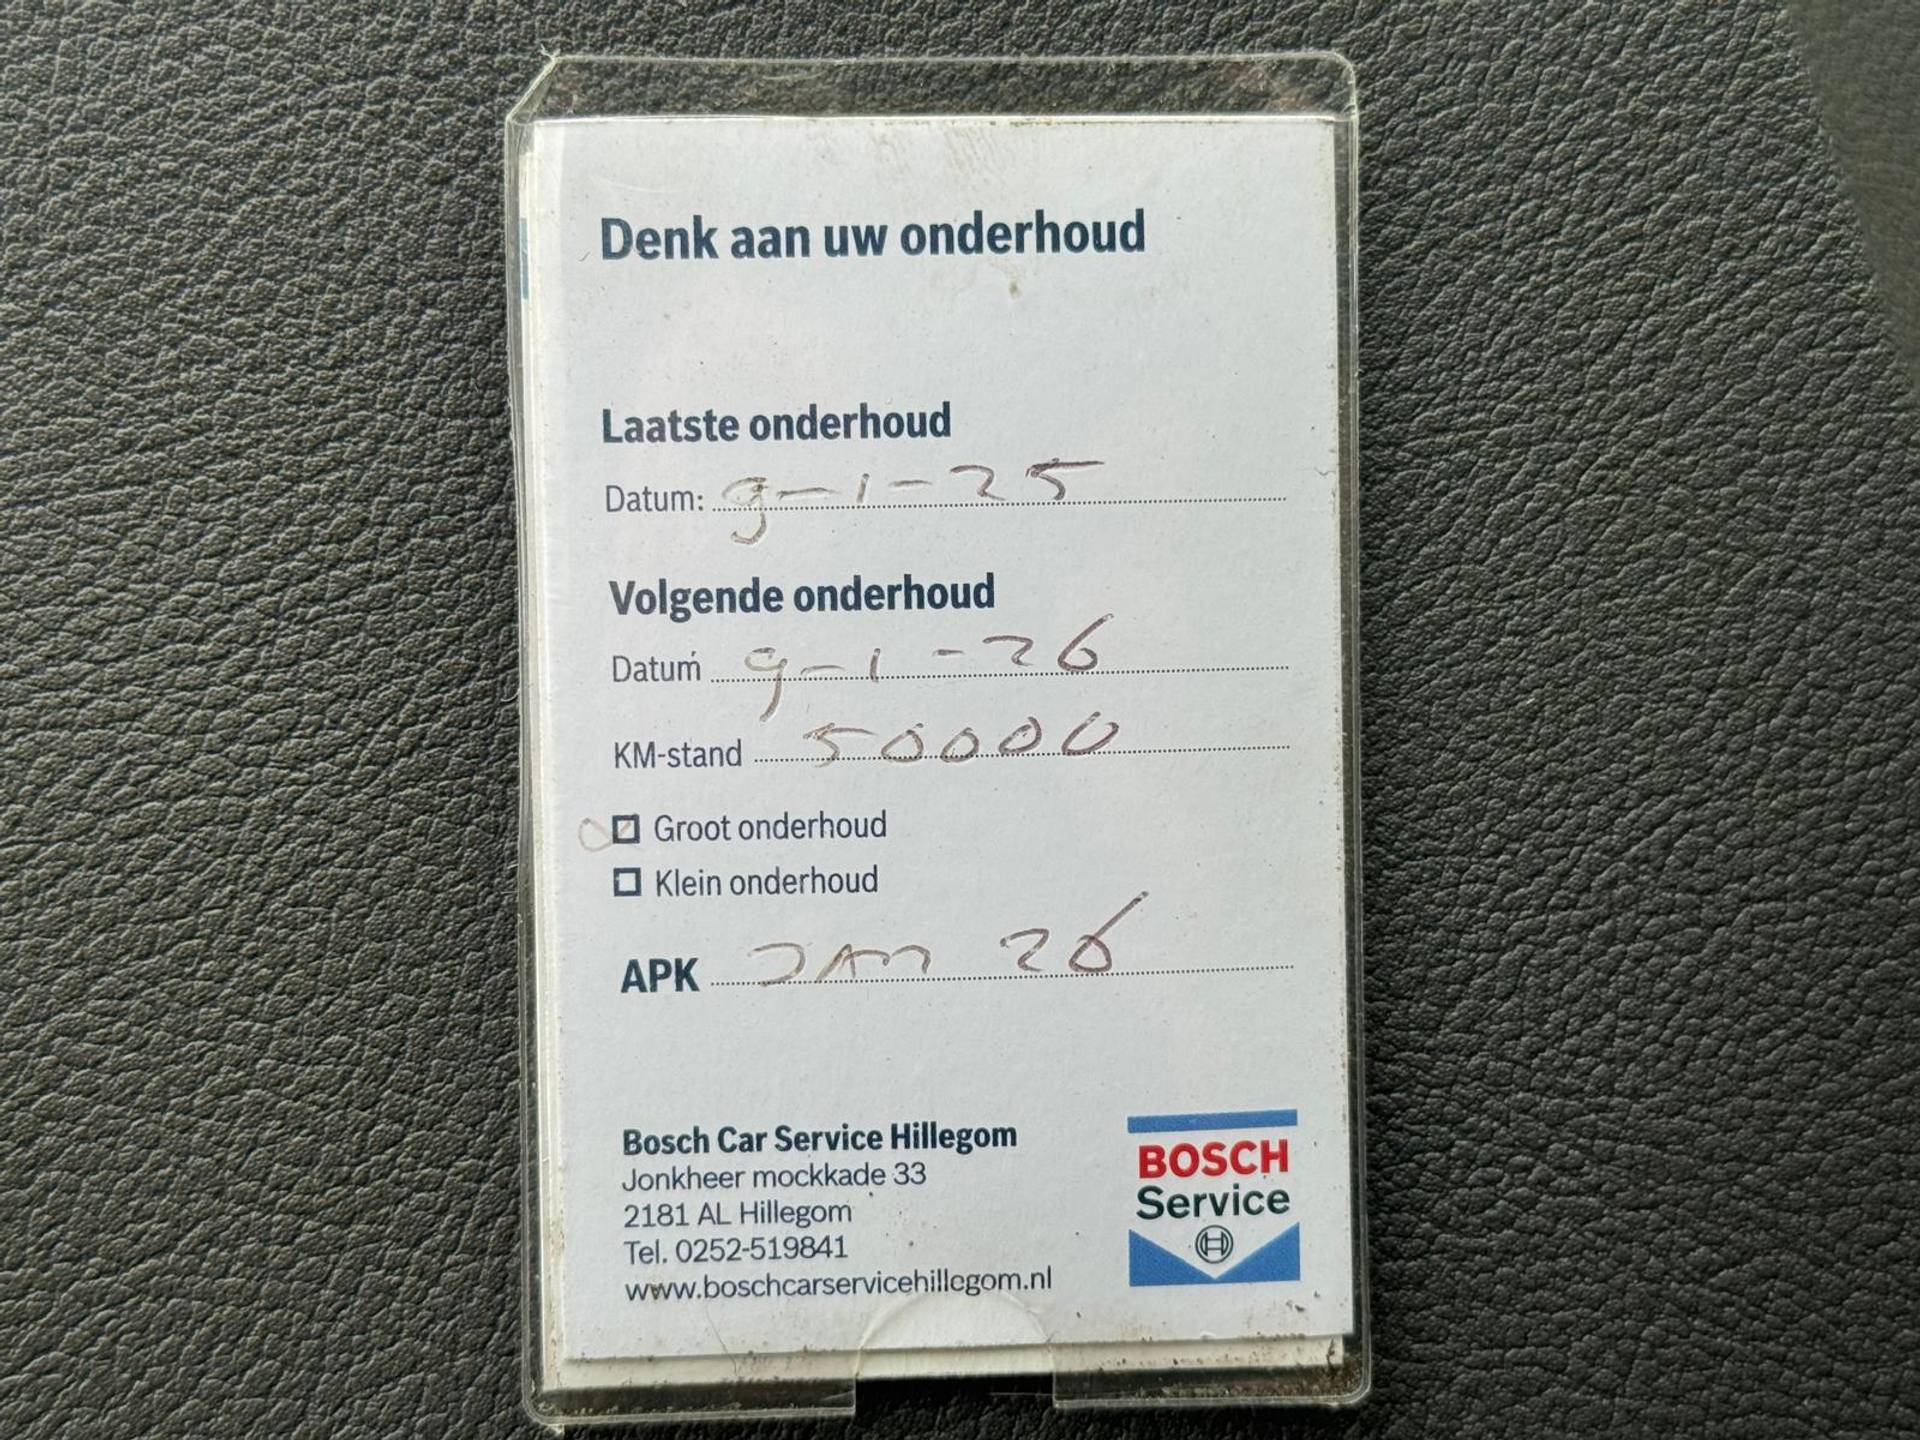 Denk aan uw onderhoud
Laatste onderhoud
Datum: 9-1-25
Volgende onderhoud
Datum 9-1-26
KM-stand 50000
Groot onderhoud
Klein onderhoud
APK Jan 26
Bosch Car Service Hillegom
Jonkheer mockkade 33
2181 AL Hillegom
Tel. 0252-519841
www.boschcarservicehillegom.nl
BOSCH
Service